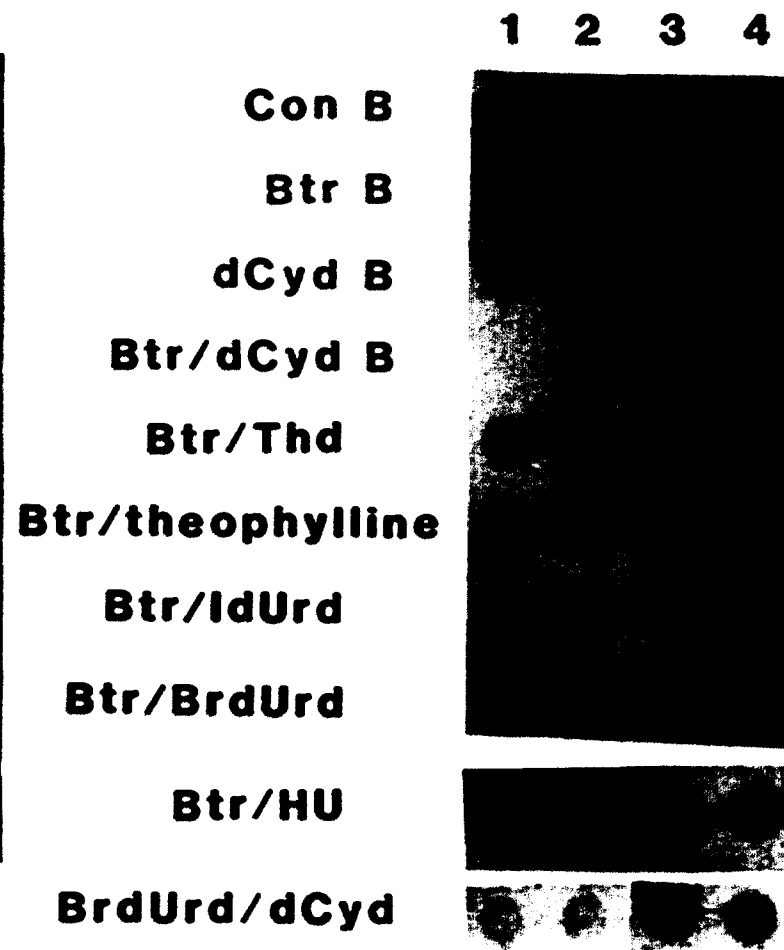 1 2 3 4
Con B
Btr B
dCyd B
Btr/dCyd B
Btr/Thd
Btr/theophylline
Btr/IdUrd
Btr/BrdUrd
Btr/HU
BrdUrd/dCyd